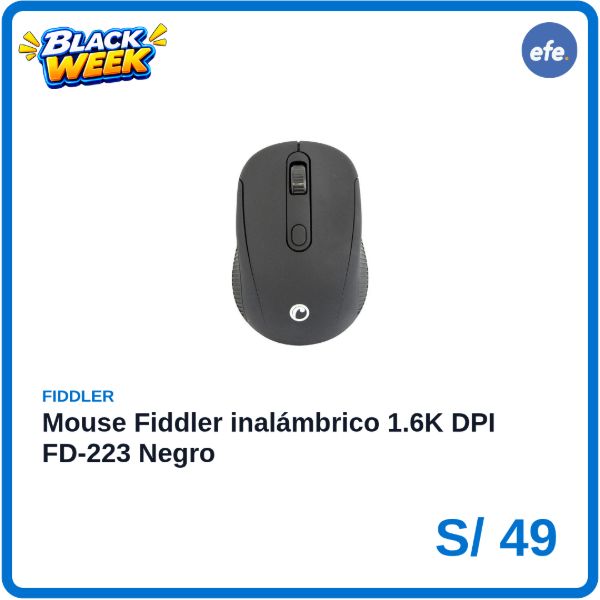 BLACK
WEEK
efe.
FIDDLER
Mouse Fiddler inalámbrico 1.6K DPI
FD-223 Negro
S/ 49